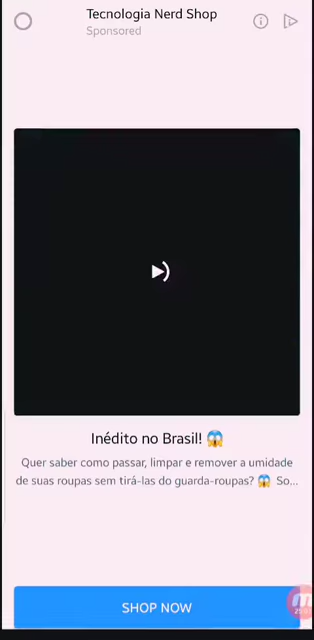 Tecnologia Nerd Shop
Sponsored
Inédito no Brasil! 😱
Quer saber como passar, limpar e remover a umidade
de suas roupas sem tirá-las do guarda-roupas? 😱 So...
SHOP NOW